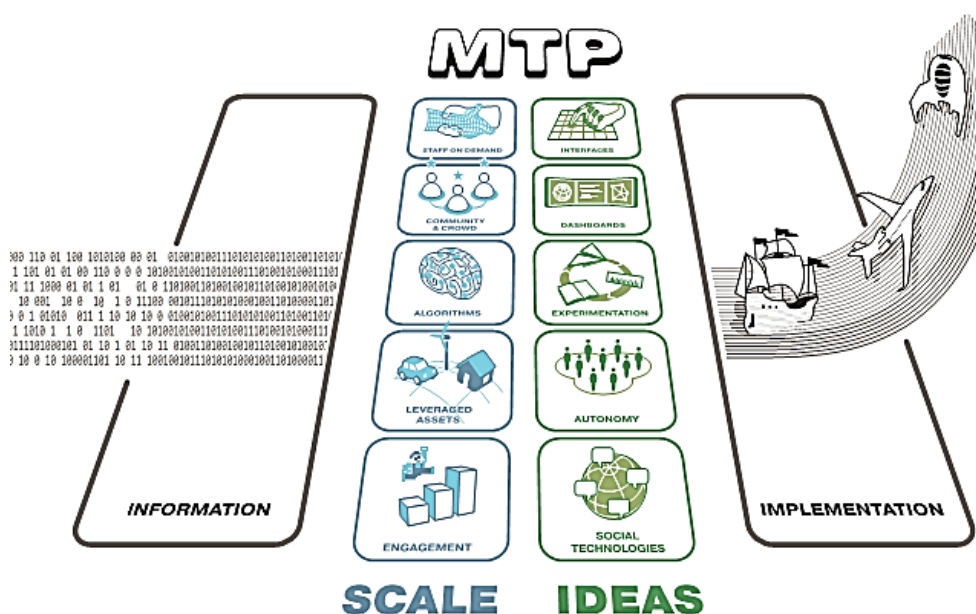 MTP
STAFF ON DEMAND
INTERFACES
COMMUNITY
& CROWD
DASHBOARDS
ALGORITHMS
EXPERIMENTATION
LEVERAGED
ASSETS
AUTONOMY
ENGAGEMENT
SOCIAL
TECHNOLOGIES
INFORMATION
IMPLEMENTATION
SCALE
IDEAS